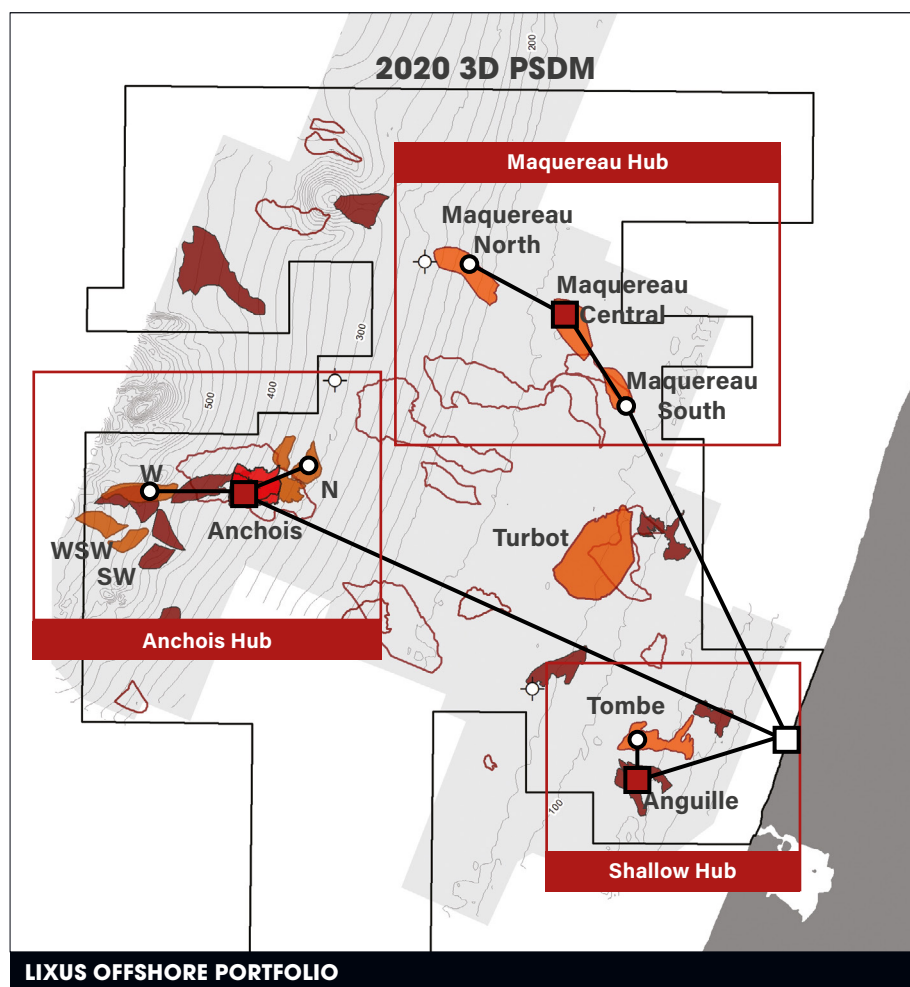 200
2020 3D PSDM
Maquereau Hub
Maquereau
North
Maquereau
Central
300
Maquereau
South
500
400
W
N
Anchois
Turbot
WSW
SW
Anchois Hub
Tombe
Anguille
100
Shallow Hub
LIXUS OFFSHORE PORTFOLIO